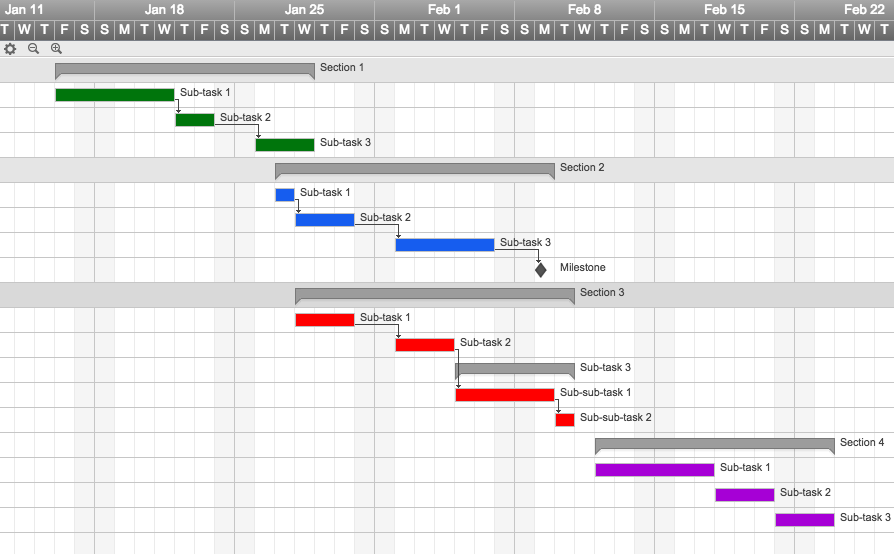 Jan 11 Jan 18 Jan 25 Feb 1 Feb 8 Feb 15 Feb 22
T W T F S S M T W T F S S M T W T F S S M T W T F S S M T W T F S S M T W T F S S M T W T
Section 1
Sub-task 1
Sub-task 2
Sub-task 3
Section 2
Sub-task 1
Sub-task 2
Sub-task 3
Milestone
Section 3
Sub-task 1
Sub-task 2
Sub-task 3
Sub-sub-task 1
Sub-sub-task 2
Section 4
Sub-task 1
Sub-task 2
Sub-task 3